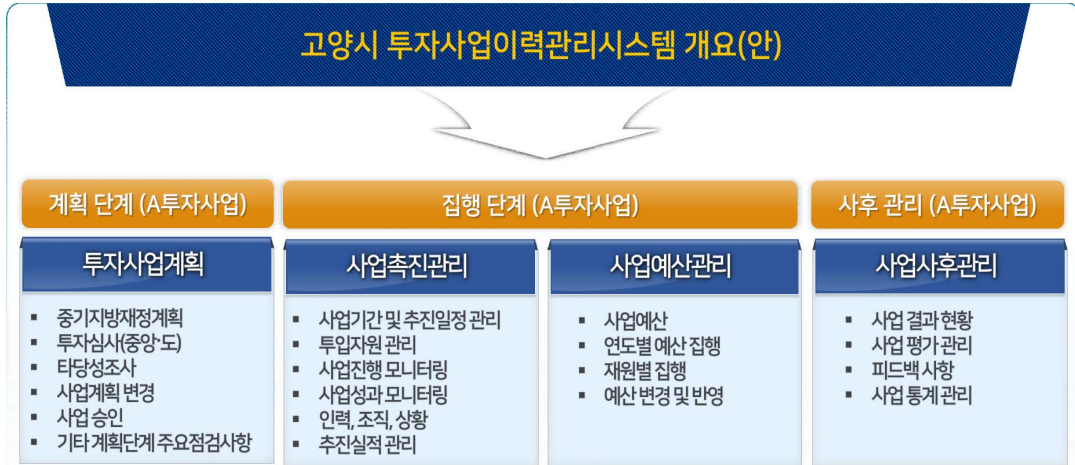 고양시 투자사업이력관리시스템 개요(안)
계획 단계 (A투자사업)
투자사업계획
▪ 중기지방재정계획
▪ 투자심사(중앙·도)
▪ 타당성조사
▪ 사업계획 변경
▪ 사업 승인
▪ 기타 계획단계 주요점검사항
집행 단계 (A투자사업)
사업촉진관리
▪ 사업기간 및 추진일정 관리
▪ 투입자원 관리
▪ 사업진행 모니터링
▪ 사업성과 모니터링
▪ 인력, 조직, 상황
▪ 추진실적 관리
사업예산관리
▪ 사업예산
▪ 연도별 예산 집행
▪ 재원별 집행
▪ 예산 변경 및 반영
사후 관리 (A투자사업)
사업사후관리
▪ 사업 결과 현황
▪ 사업 평가 관리
▪ 피드백 사항
▪ 사업 통계 관리